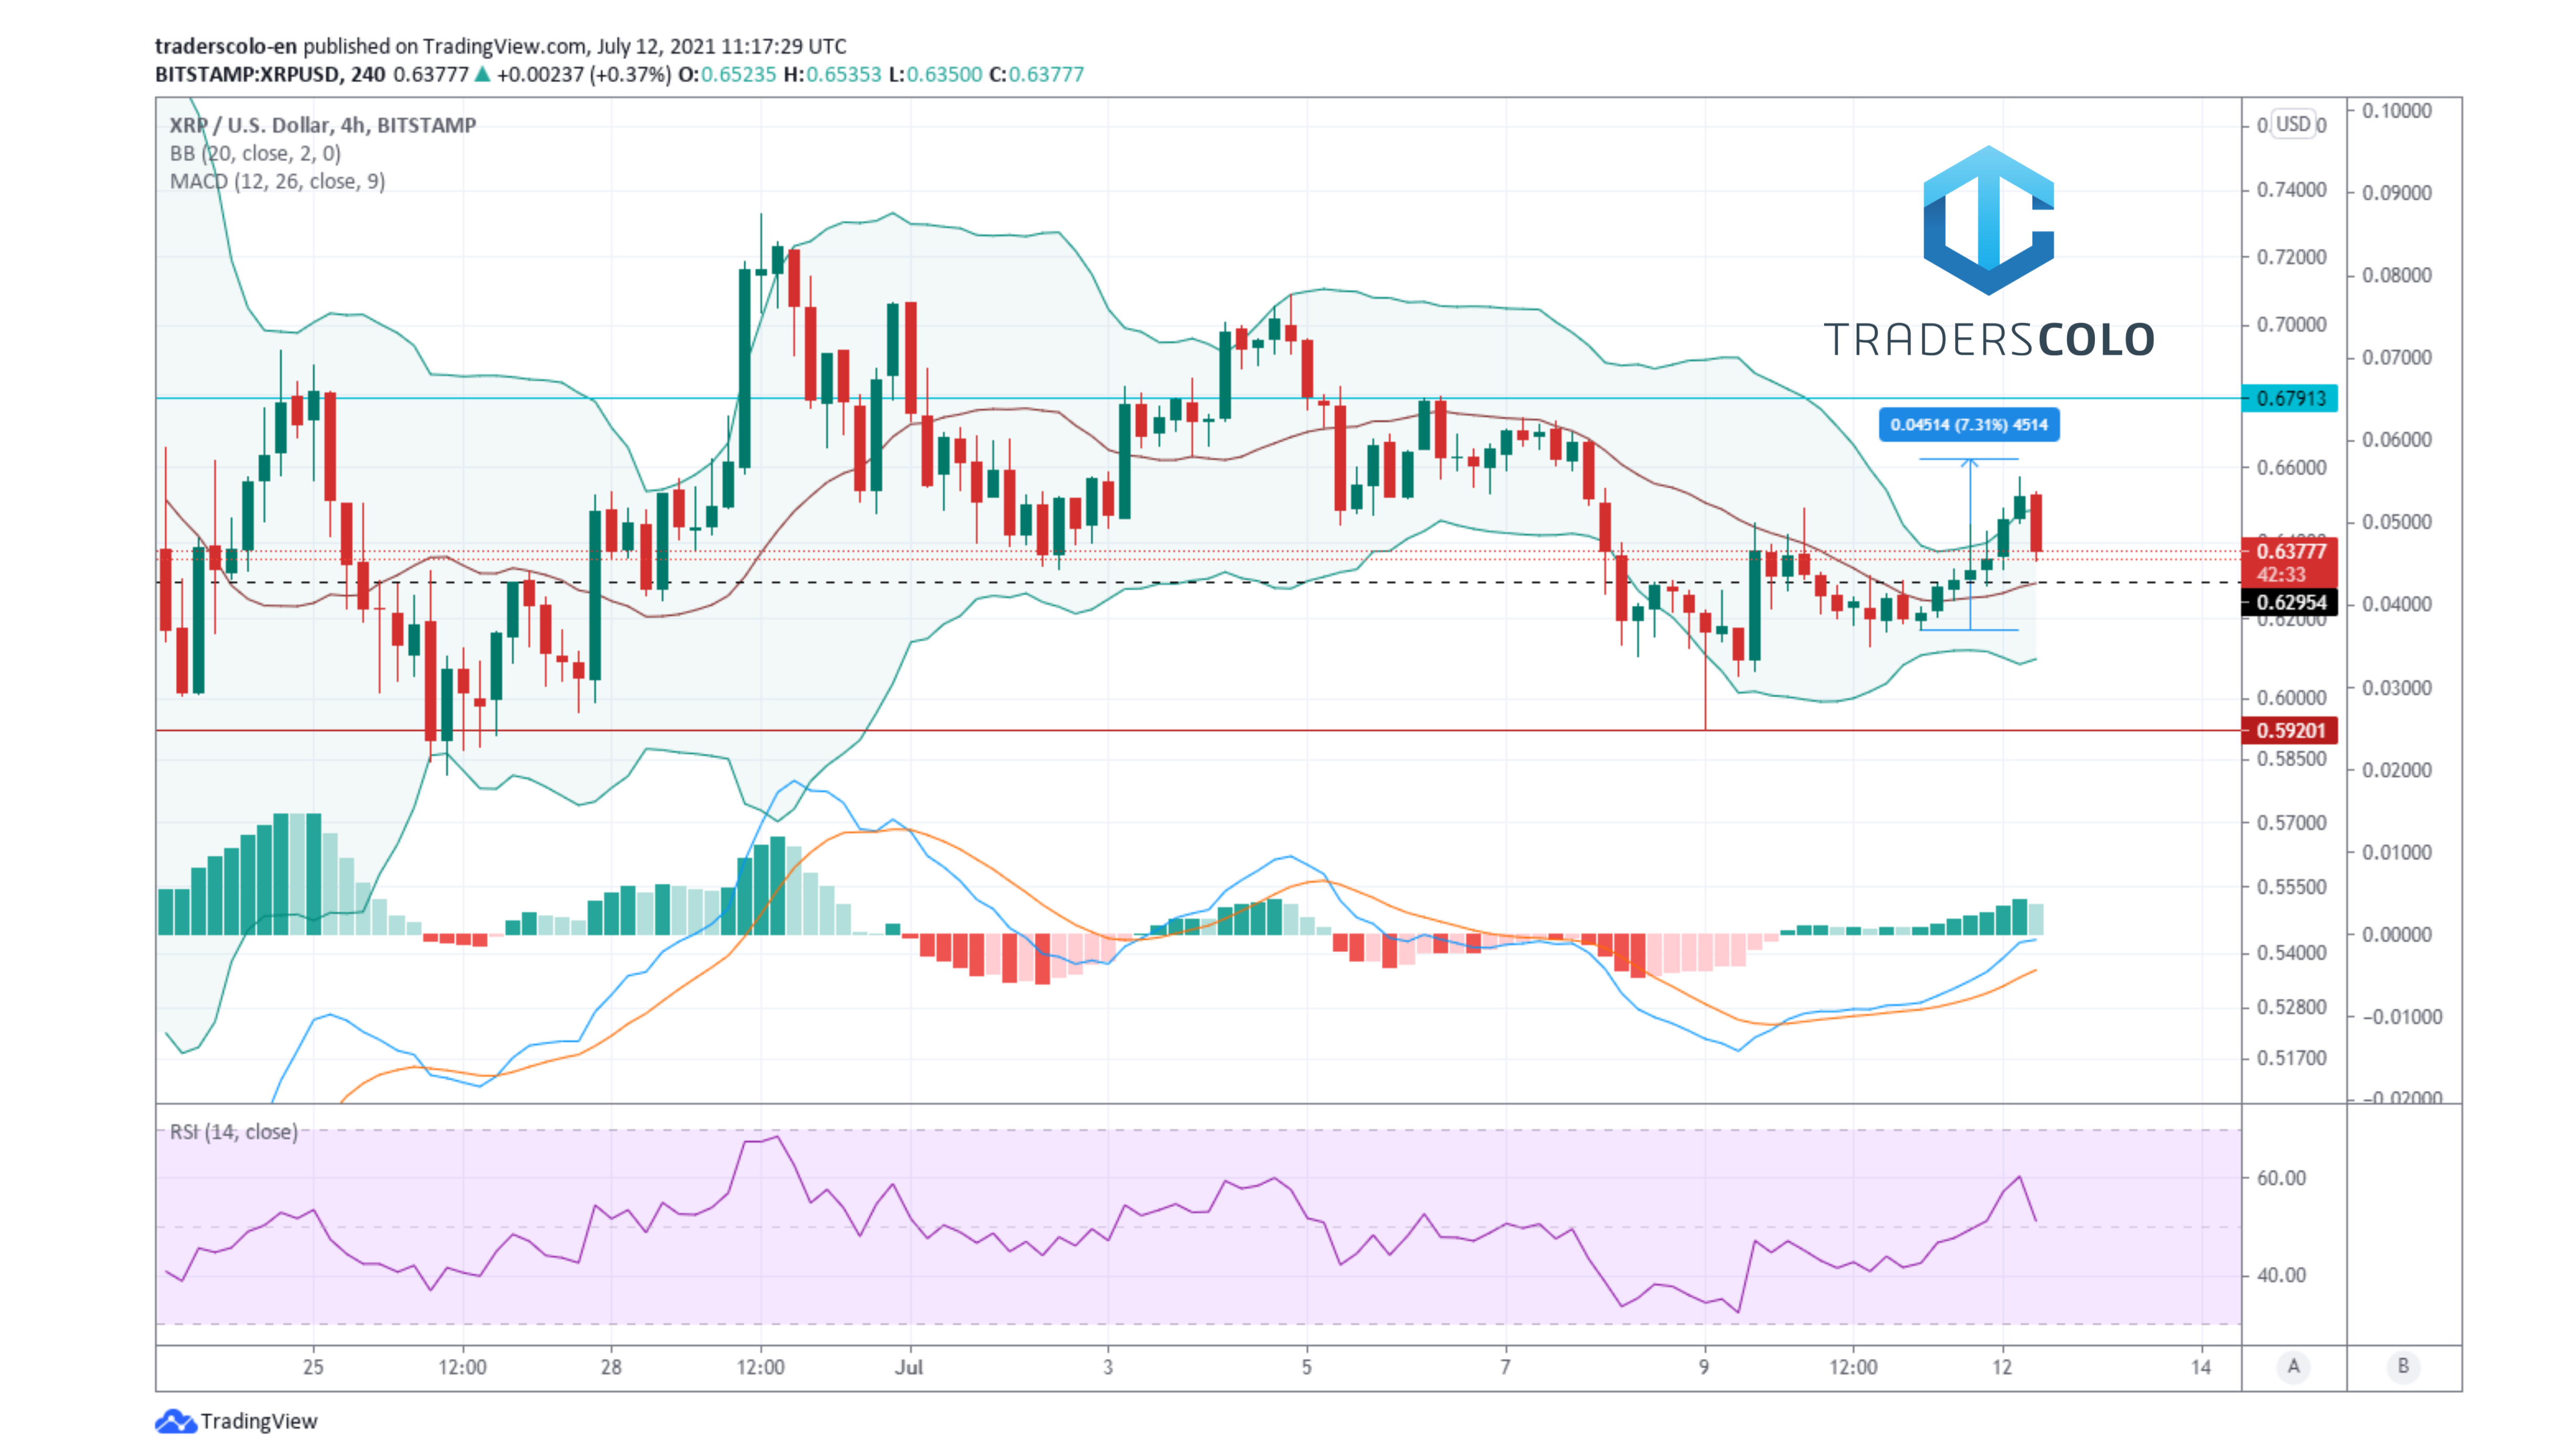 traderscolo-en published on TradingView.com, July 12, 2021 11:17:29 UTC
BITSTAMP:XRPUSD, 240 0.63777 ▲ +0.00237 (+0.37%) O:0.65235 H:0.65353 L:0.63500 C:0.63777
XRP / U.S. Dollar, 4h, BITSTAMP
BB (20, close, 2, 0)
MACD (12, 26, close, 9)
USD
TRADERSCOLO
0.04514 (7.31%) 4514
0.74000
0.72000
0.70000
0.67913
0.66000
0.63777
42:33
0.62954
0.62000
0.60000
0.59201
0.58500
0.57000
0.55500
0.54000
0.52800
0.51700
0.10000
0.09000
0.08000
0.07000
0.06000
0.05000
0.04000
0.03000
0.02000
0.01000
0.00000
−0.01000
−0.02000
RSI (14, close)
60.00
40.00
25 12:00 28 12:00 Jul 3 5 7 9 12:00 12 14 A B
TradingView